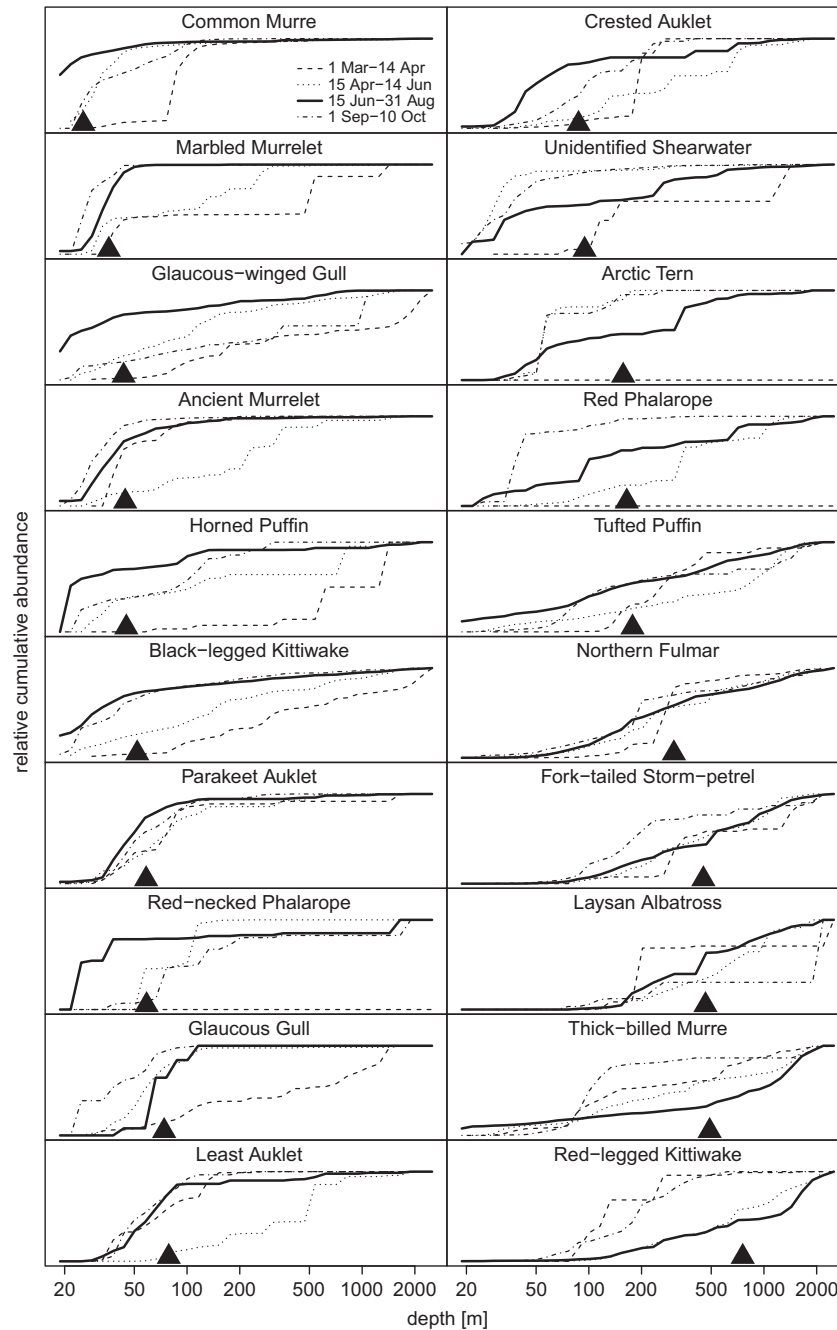 Common Murre
1 Mar−14 Apr
15 Apr−14 Jun
15 Jun−31 Aug
1 Sep−10 Oct
Marbled Murrelet
Glaucous−winged Gull
Ancient Murrelet
Horned Puffin
Black−legged Kittiwake
Parakeet Auklet
Red−necked Phalarope
Glaucous Gull
Least Auklet
Crested Auklet
Unidentified Shearwater
Arctic Tern
Red Phalarope
Tufted Puffin
Northern Fulmar
Fork−tailed Storm−petrel
Laysan Albatross
Thick−billed Murre
Red−legged Kittiwake
relative cumulative abundance
20 50 100 200 500 1000 2000
20 50 100 200 500 1000 2000
depth [m]